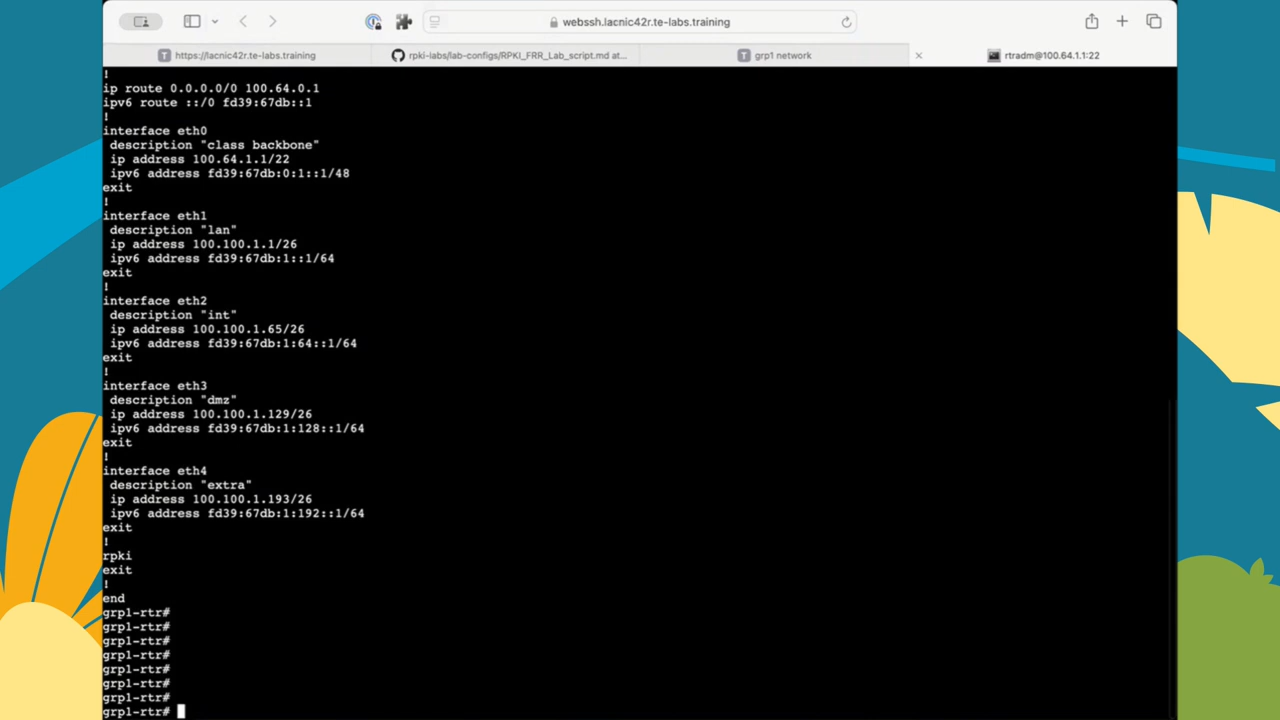 webssh.lacnic42r.te-labs.training
https://lacnic42r.te-labs.training
rpki-labs/lab-configs/RPKI_FRR_Lab_script.md at...
grp1 network
rtradm@100.64.1.1:22
!
ip route 0.0.0.0/0 100.64.0.1
ipv6 route ::/0 fd39:67db::1
!
interface eth0
description "class backbone"
ip address 100.64.1.1/22
ipv6 address fd39:67db:0:1::1/48
exit
!
interface eth1
description "lan"
ip address 100.100.1.1/26
ipv6 address fd39:67db:1::1/64
exit
!
interface eth2
description "int"
ip address 100.100.1.65/26
ipv6 address fd39:67db:1:64::1/64
exit
!
interface eth3
description "dmz"
ip address 100.100.1.129/26
ipv6 address fd39:67db:1:128::1/64
exit
!
interface eth4
description "extra"
ip address 100.100.1.193/26
ipv6 address fd39:67db:1:192::1/64
exit
!
rpki
exit
!
end
grp1-rtr#
grp1-rtr#
grp1-rtr#
grp1-rtr#
grp1-rtr#
grp1-rtr#
grp1-rtr#
grp1-rtr#